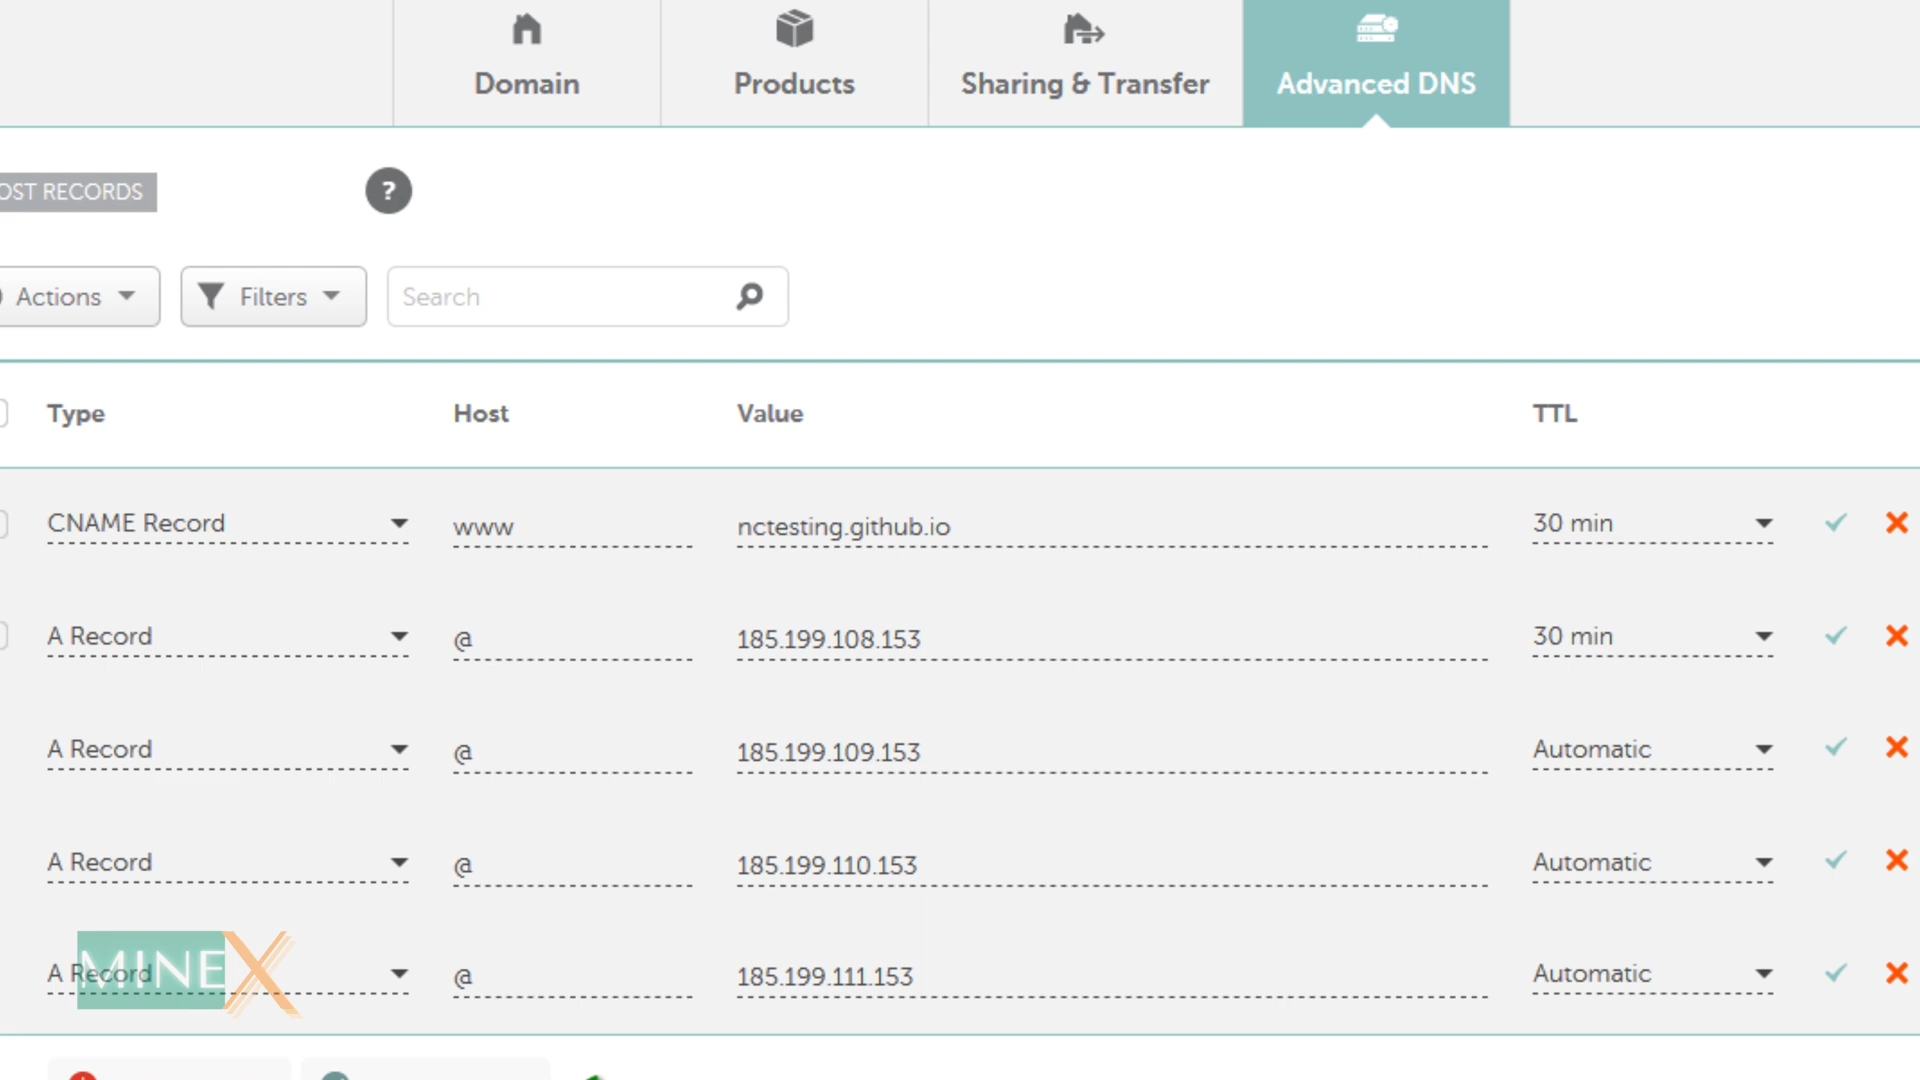 Domain Products Sharing & Transfer Advanced DNS
OST RECORDS ?
Actions Filters Search
Type Host Value TTL
CNAME Record www nctesting.github.io 30 min
A Record @ 185.199.108.153 30 min
A Record @ 185.199.109.153 Automatic
A Record @ 185.199.110.153 Automatic
A Record @ 185.199.111.153 Automatic
MINEX